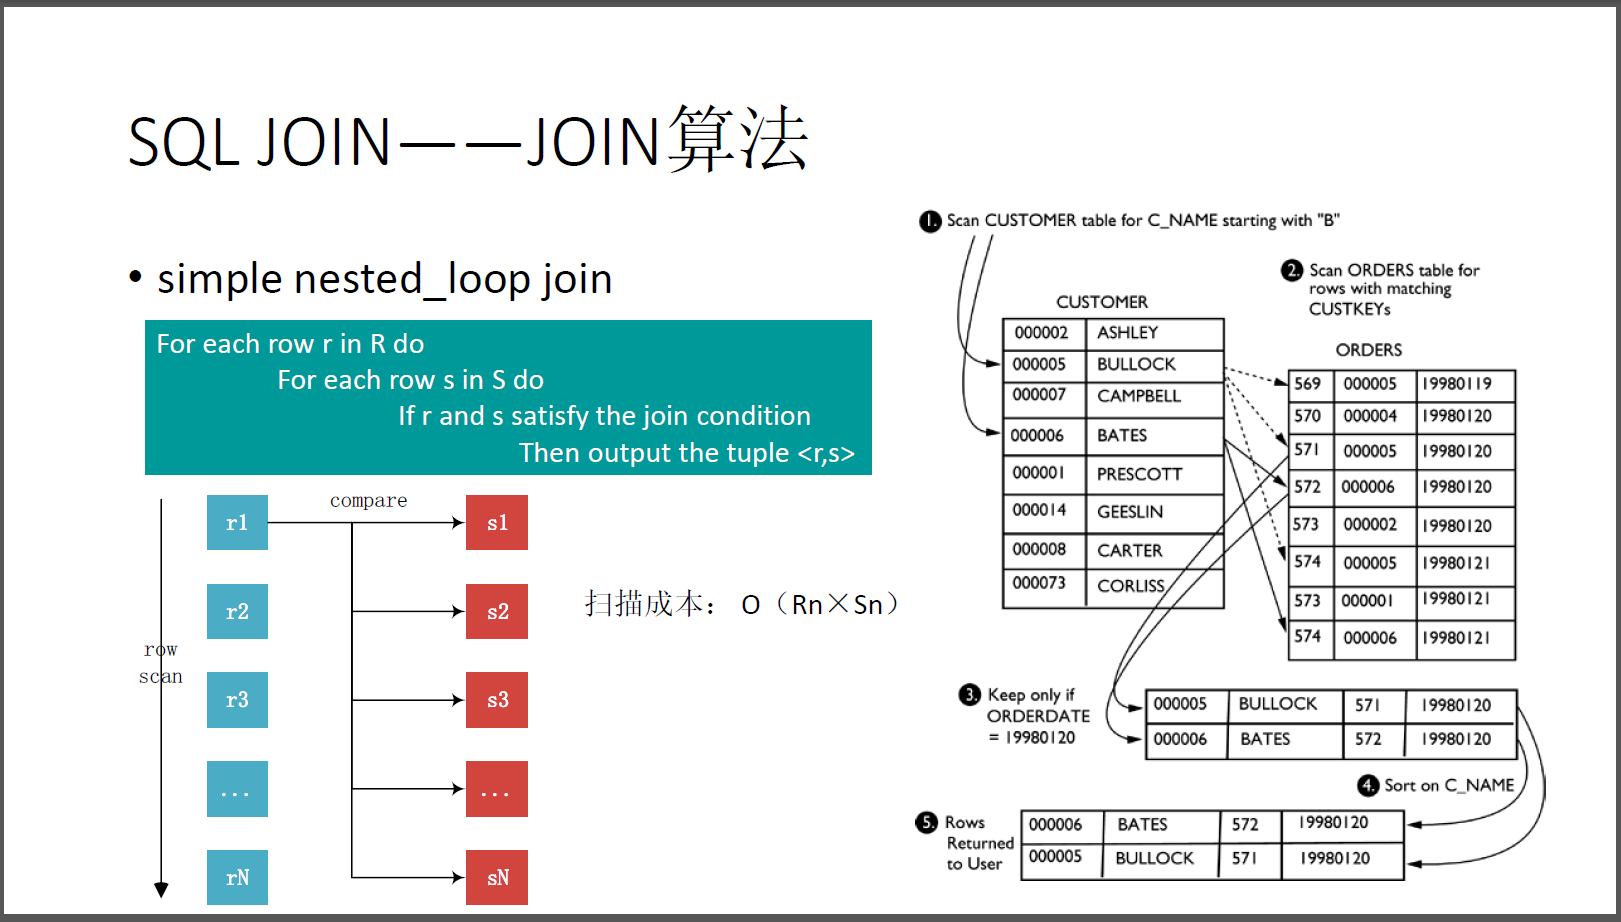 SQL JOIN——JOIN算法
• simple nested_loop join
For each row r in R do
For each row s in S do
If r and s satisfy the join condition
Then output the tuple <r,s>
compare
row
scan
r1
s1
r2
s2
r3
s3
...
...
rN
sN
扫描成本： O（Rn×Sn）
1. Scan CUSTOMER table for C_NAME starting with "B"
2. Scan ORDERS table for
rows with matching
CUSTKEYs
CUSTOMER
000002 ASHLEY
000005 BULLOCK
000007 CAMPBELL
000006 BATES
000001 PRESCOTT
000014 GEESLIN
000008 CARTER
000073 CORLISS
ORDERS
569 000005 19980119
570 000004 19980120
571 000005 19980120
572 000006 19980120
573 000002 19980120
574 000005 19980121
573 000001 19980121
574 000006 19980121
3. Keep only if
ORDERDATE
= 19980120
000005 BULLOCK 571 19980120
000006 BATES 572 19980120
4. Sort on C_NAME
5. Rows
Returned
to User
000006 BATES 572 19980120
000005 BULLOCK 571 19980120